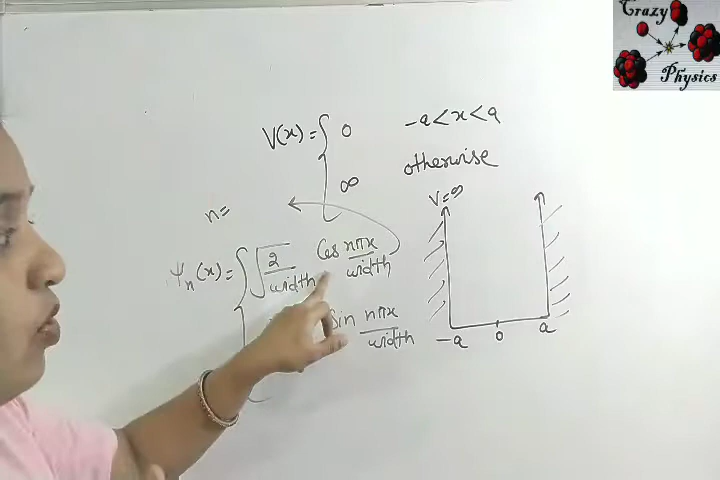 Crazy
Physics
V(x) = { 0 -a < x < a
∞ otherwise
n =
V = ∞
Ψn(x) = { √2/width Cos nπx/width
Sin nπx/width
-a 0 a